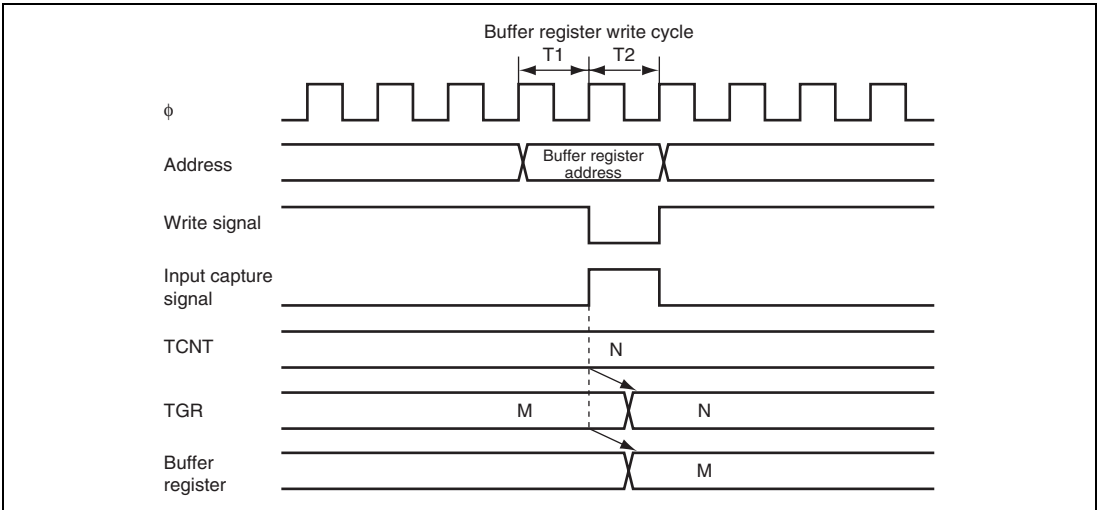 Buffer register write cycle
T1 T2
ϕ
Address
Buffer register
address
Write signal
Input capture
signal
TCNT
N
TGR
M N
Buffer
register
M